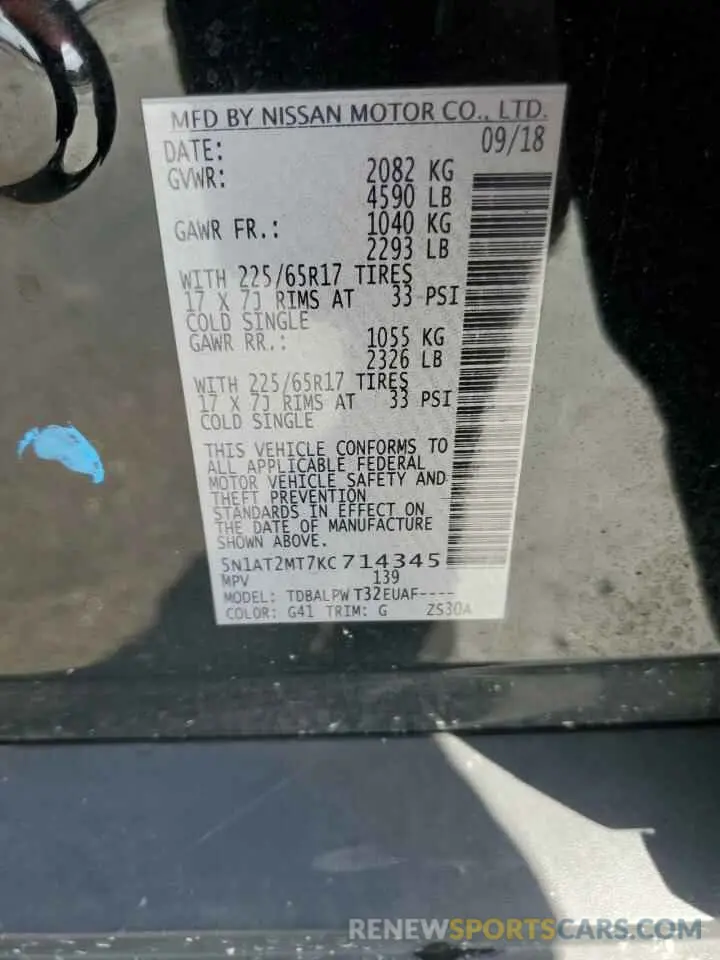 MFD BY NISSAN MOTOR CO., LTD.
DATE: 09/18
GVWR: 2082 KG
4590 LB
GAWR FR.: 1040 KG
2293 LB
WITH 225/65R17 TIRES
17 X 7J RIMS AT 33 PSI
COLD SINGLE
GAWR RR.: 1055 KG
2326 LB
WITH 225/65R17 TIRES
17 X 7J RIMS AT 33 PSI
COLD SINGLE
THIS VEHICLE CONFORMS TO
ALL APPLICABLE FEDERAL
MOTOR VEHICLE SAFETY AND
THEFT PREVENTION
STANDARDS IN EFFECT ON
THE DATE OF MANUFACTURE
SHOWN ABOVE.
5N1AT2MT7KC714345
MPV 139
MODEL: TDBALPW T32EUAF----
COLOR: G41 TRIM: G ZS30A
RENEWSPORTSCARS.COM